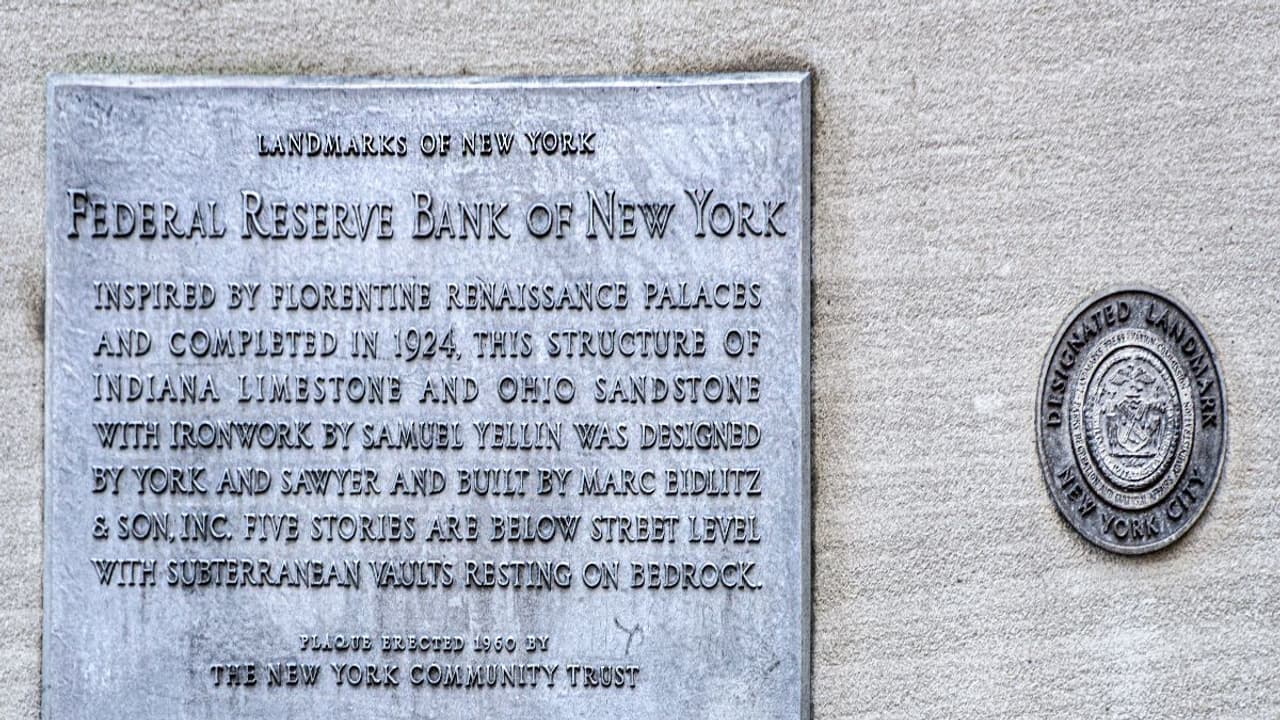 LANDMARKS OF NEW YORK
FEDERAL RESERVE BANK OF NEW YORK
INSPIRED BY FLORENTINE RENAISSANCE PALACES
AND COMPLETED IN 1924, THIS STRUCTURE OF
INDIANA LIMESTONE AND OHIO SANDSTONE
WITH IRONWORK BY SAMUEL YELLIN WAS DESIGNED
BY YORK AND SAWYER AND BUILT BY MARC EIDLITZ
& SON, INC. FIVE STORIES ARE BELOW STREET LEVEL
WITH SUBTERRANEAN VAULTS RESTING ON BEDROCK.
PLAQUE ERECTED 1960 BY
THE NEW YORK COMMUNITY TRUST
DESIGNATED LANDMARK
NEW YORK CITY